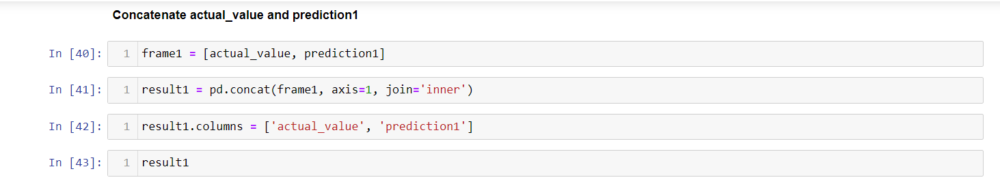 Concatenate actual_value and prediction1
In [40]: 1 frame1 = [actual_value, prediction1]
In [41]: 1 result1 = pd.concat(frame1, axis=1, join='inner')
In [42]: 1 result1.columns = ['actual_value', 'prediction1']
In [43]: 1 result1